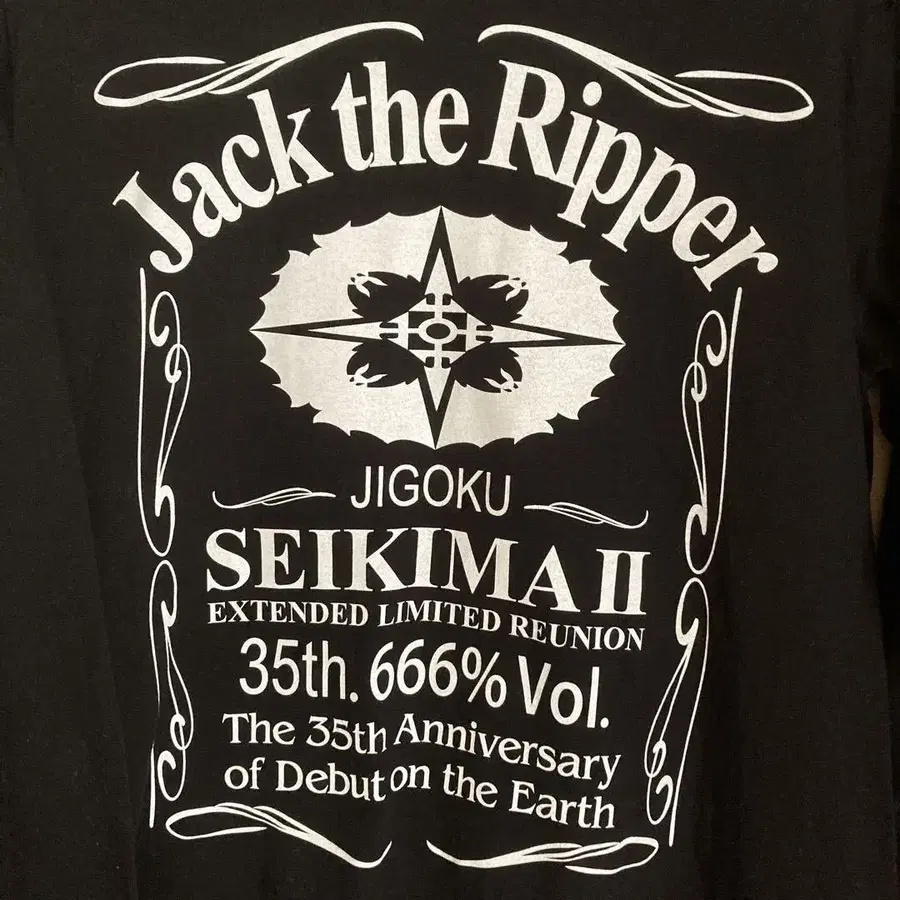 Jack the Ripper
JIGOKU
SEIKIMA II
EXTENDED LIMITED REUNION
35th. 666% Vol.
The 35th Anniversary
of Debut on the Earth